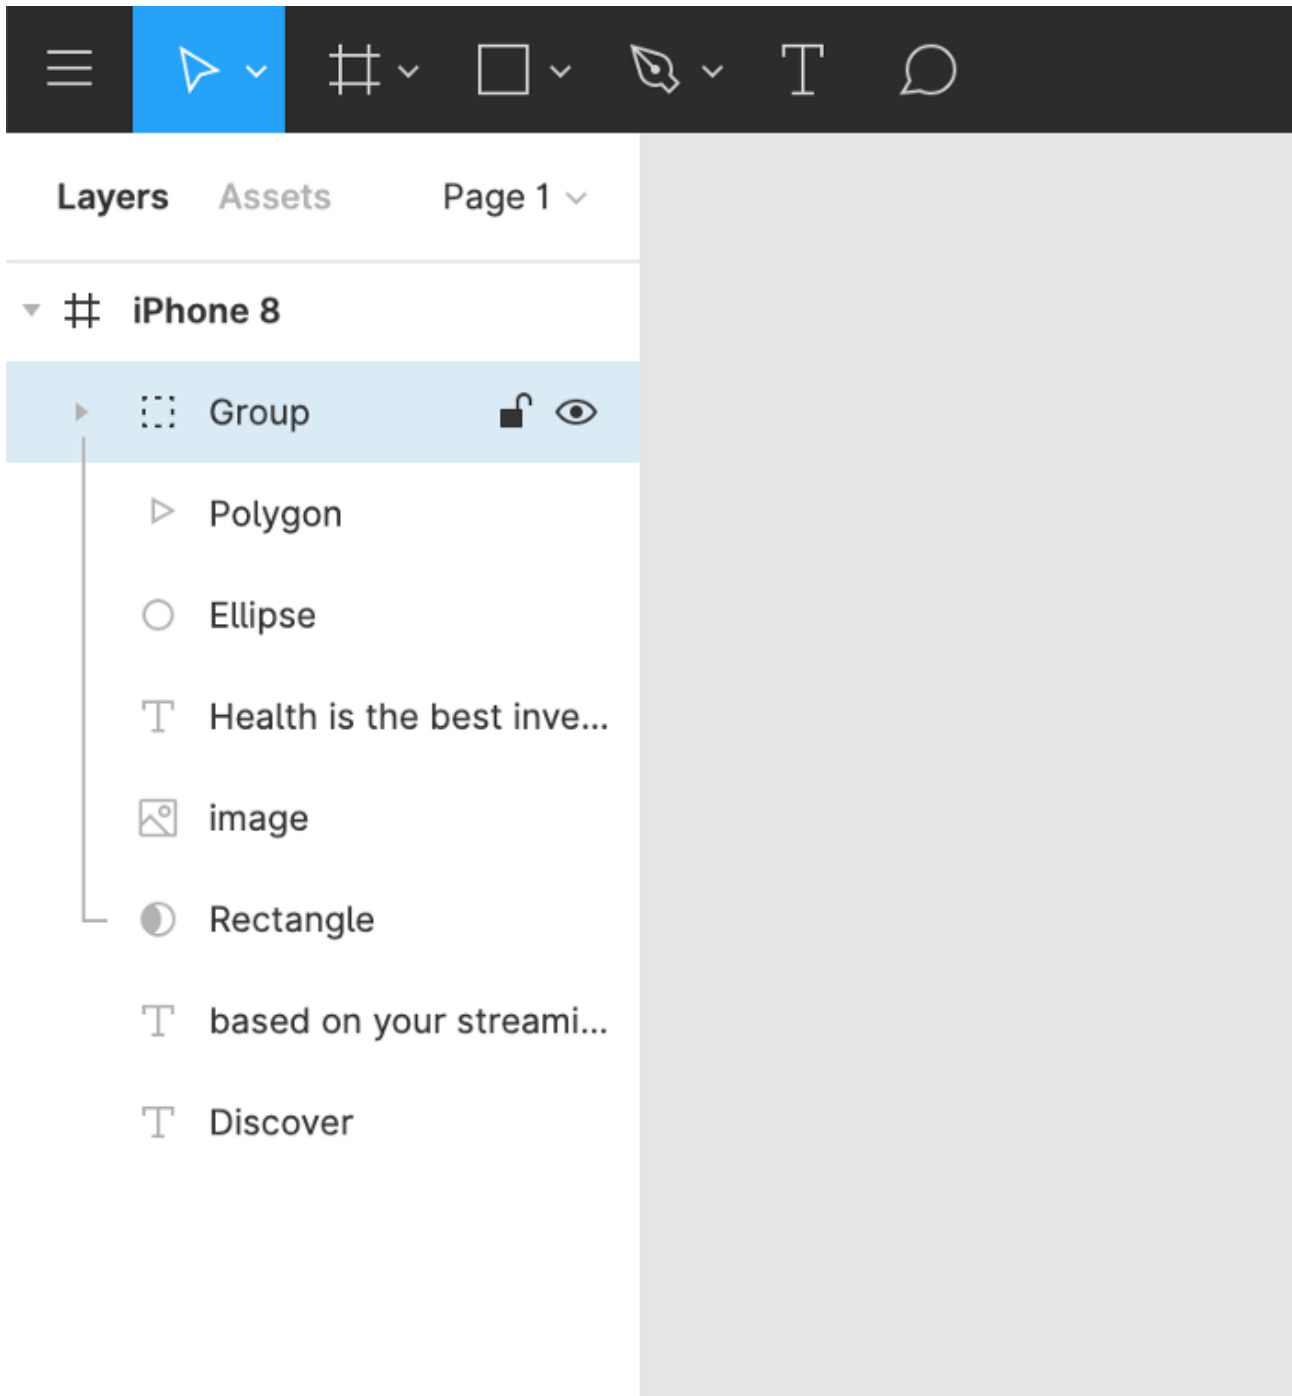 Layers Assets Page 1
iPhone 8
Group
Polygon
Ellipse
Health is the best inve...
image
Rectangle
based on your streami...
Discover